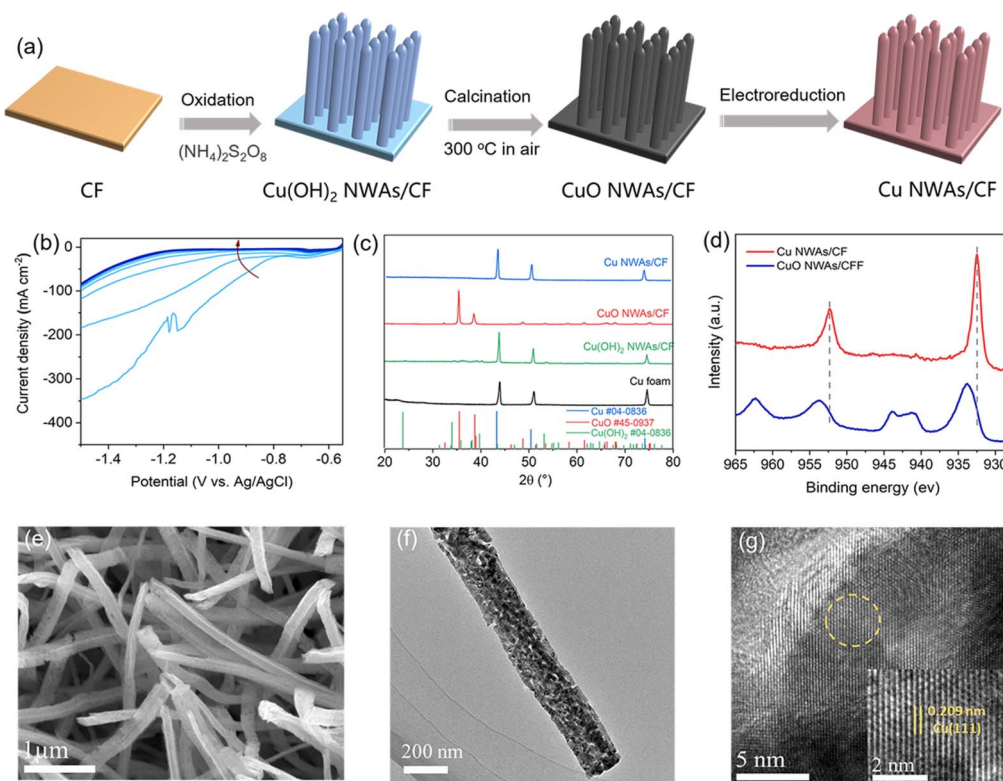 (a)
Oxidation
(NH₄)₂S₂O₈
Calcination
300 ºC in air
Electroreduction
CF
Cu(OH)₂ NWAs/CF
CuO NWAs/CF
Cu NWAs/CF
(b)
Current density (mA cm⁻²)
0
-50
-100
-150
-200
-250
-300
-350
-400
-1.4
-1.2
-1.0
-0.8
-0.6
Potential (V vs. Ag/AgCl)
(c)
Cu NWAs/CF
CuO NWAs/CF
Cu(OH)₂ NWAs/CF
Cu foam
Cu #04-0836
CuO #45-0937
Cu(OH)₂ #04-0836
20
30
40
50
60
70
80
2θ (°)
(d)
Cu NWAs/CF
CuO NWAs/CFF
Intensity (a.u.)
965
960
955
950
945
940
935
930
Binding energy (ev)
(e)
1μm
(f)
200 nm
(g)
0.209 nm
Cu(111)
5 nm
2 nm